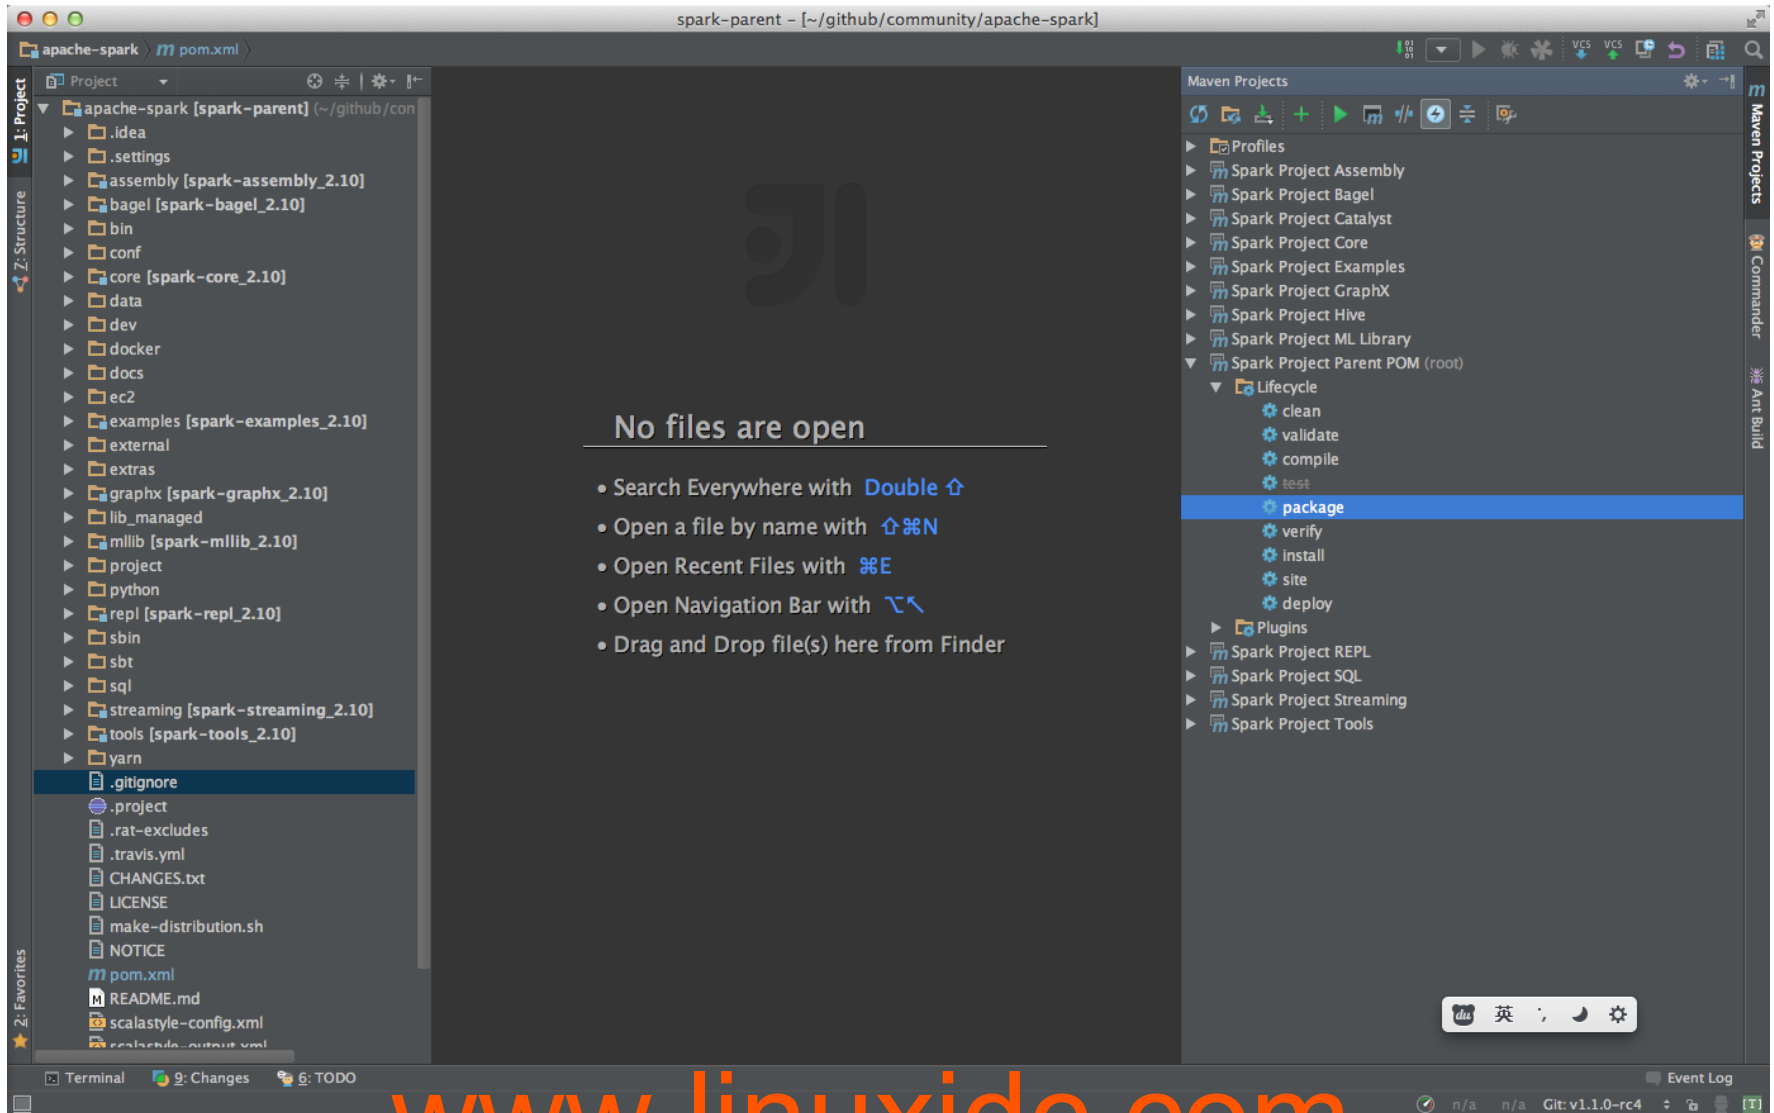 spark-parent – [~/github/community/apache-spark]
apache-spark
pom.xml
Project
apache-spark [spark-parent] (~/github/con
.idea
.settings
assembly [spark-assembly_2.10]
bagel [spark-bagel_2.10]
bin
conf
core [spark-core_2.10]
data
dev
docker
docs
ec2
examples [spark-examples_2.10]
external
extras
graphx [spark-graphx_2.10]
lib_managed
mllib [spark-mllib_2.10]
project
python
repl [spark-repl_2.10]
sbin
sbt
sql
streaming [spark-streaming_2.10]
tools [spark-tools_2.10]
yarn
.gitignore
.project
.rat-excludes
.travis.yml
CHANGES.txt
LICENSE
make-distribution.sh
NOTICE
pom.xml
README.md
scalastyle-config.xml
scalastyle-output.xml
1: Project
7: Structure
2: Favorites
No files are open
• Search Everywhere with Double ⇧
• Open a file by name with ⇧⌘N
• Open Recent Files with ⌘E
• Open Navigation Bar with ⌥↖
• Drag and Drop file(s) here from Finder
VCS
VCS
Maven Projects
Profiles
Spark Project Assembly
Spark Project Bagel
Spark Project Catalyst
Spark Project Core
Spark Project Examples
Spark Project GraphX
Spark Project Hive
Spark Project ML Library
Spark Project Parent POM (root)
Lifecycle
clean
validate
compile
test
package
verify
install
site
deploy
Plugins
Spark Project REPL
Spark Project SQL
Spark Project Streaming
Spark Project Tools
Maven Projects
Commander
Ant Build
du 英 ·,
Terminal
9: Changes
6: TODO
Event Log
n/a n/a Git: v1.1.0-rc4 [T]
www.linuxide.com